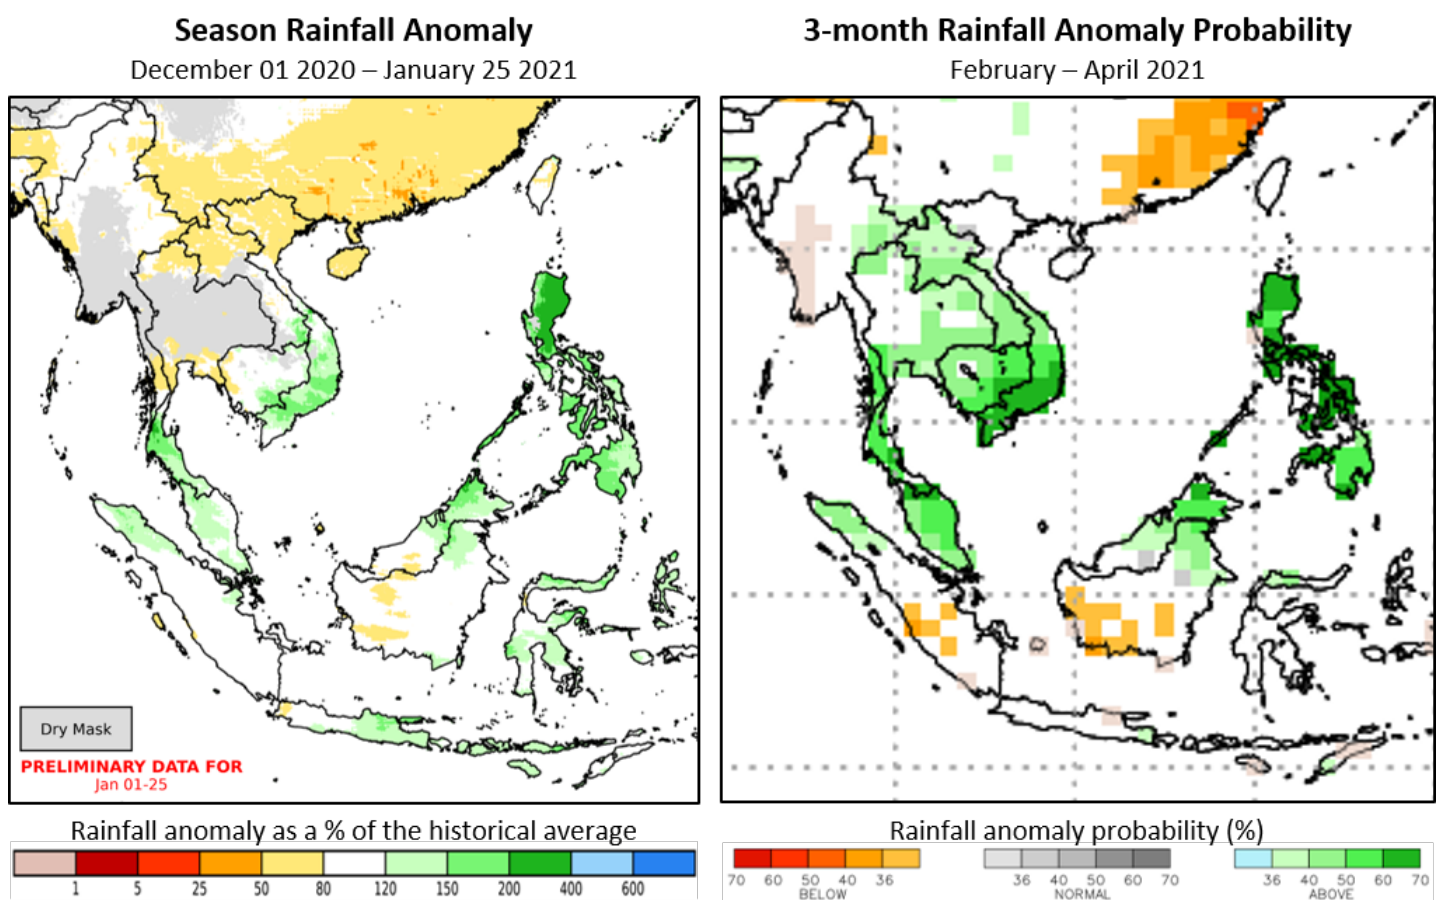 Season Rainfall Anomaly
December 01 2020 – January 25 2021
Dry Mask
PRELIMINARY DATA FOR
Jan 01-25
Rainfall anomaly as a % of the historical average
1 5 25 50 80 120 150 200 400 600
3-month Rainfall Anomaly Probability
February – April 2021
Rainfall anomaly probability (%)
70 60 50 40 36 36 40 50 60 70 36 40 50 60 70
BELOW NORMAL ABOVE